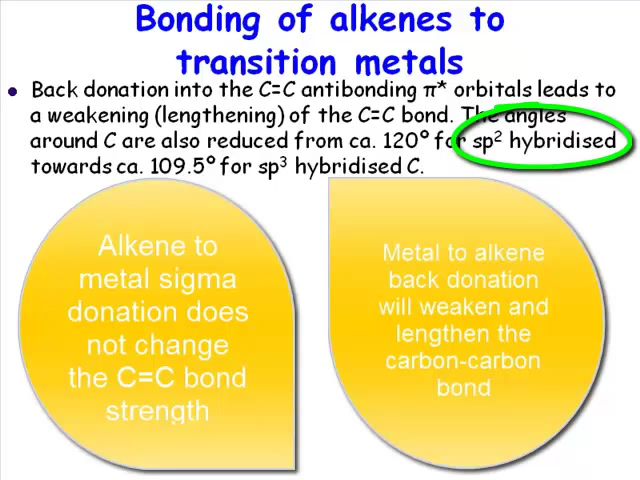 Bonding of alkenes to
transition metals
• Back donation into the C=C antibonding π* orbitals leads to
a weakening (lengthening) of the C=C bond. The angles
around C are also reduced from ca. 120° for sp² hybridised
towards ca. 109.5° for sp³ hybridised C.
Alkene to
metal sigma
donation does
not change
the C=C bond
strength
Metal to alkene
back donation
will weaken and
lengthen the
carbon-carbon
bond